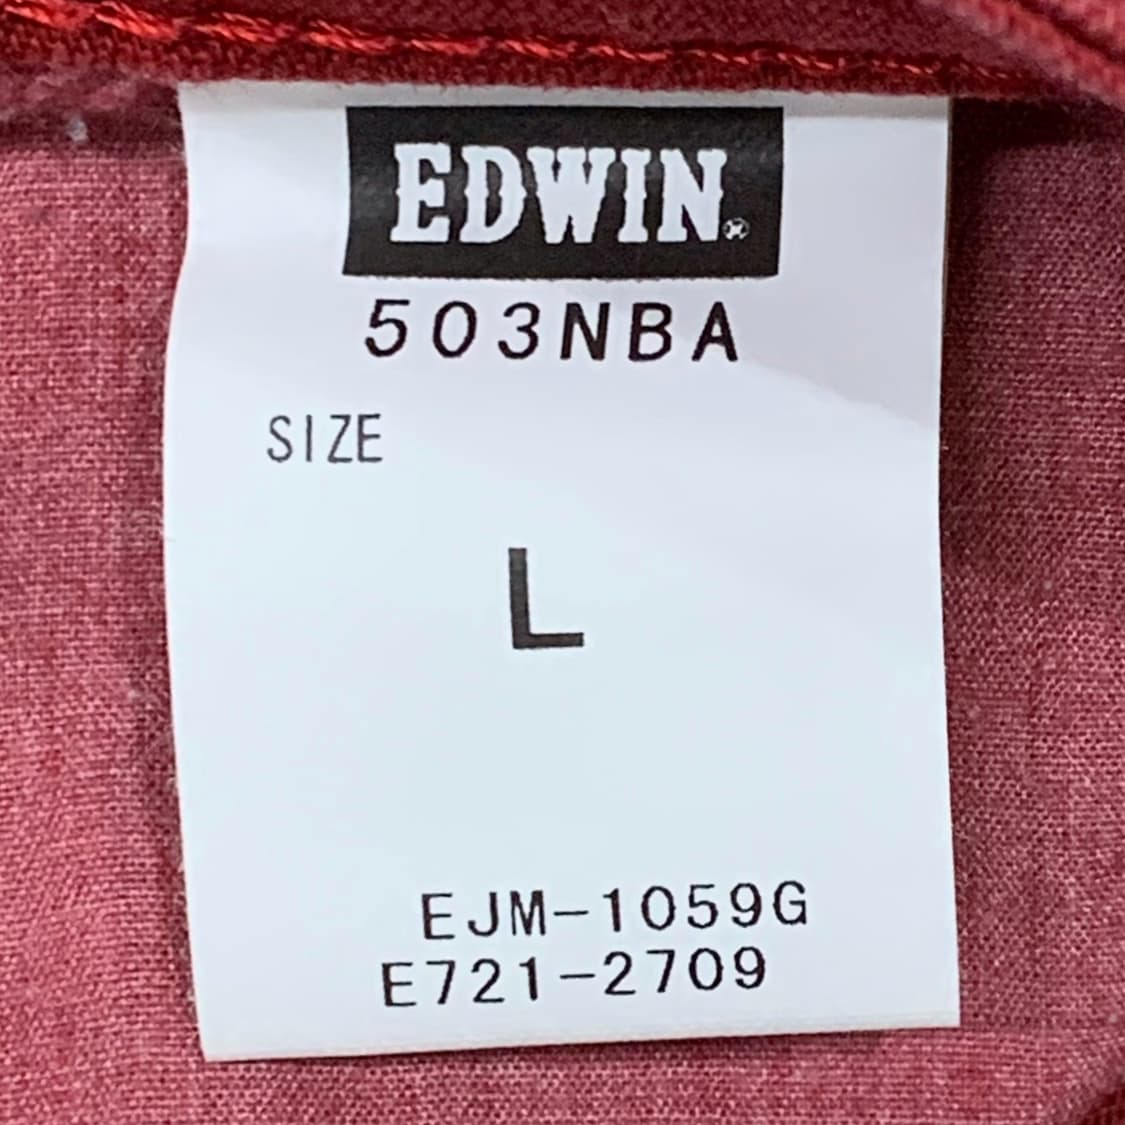 EDWIN
503NBA
SIZE
L
EJM-1059G
E721-2709